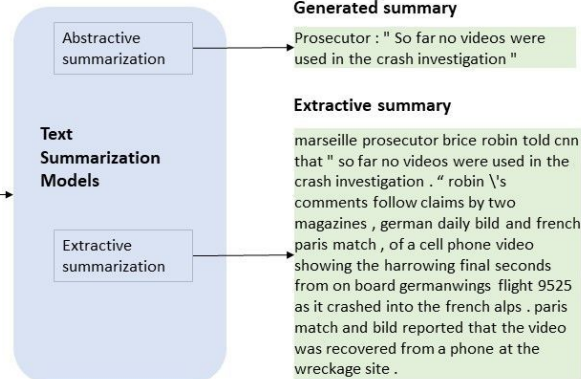 Generated summary
Abstractive
summarization
Prosecutor : " So far no videos were
used in the crash investigation "
Extractive summary
Text
Summarization
Models
marseille prosecutor brice robin told cnn
that " so far no videos were used in the
crash investigation . “ robin \'s
comments follow claims by two
magazines , german daily bild and french
paris match , of a cell phone video
showing the harrowing final seconds
from on board germanwings flight 9525
as it crashed into the french alps . paris
match and bild reported that the video
was recovered from a phone at the
wreckage site .
Extractive
summarization